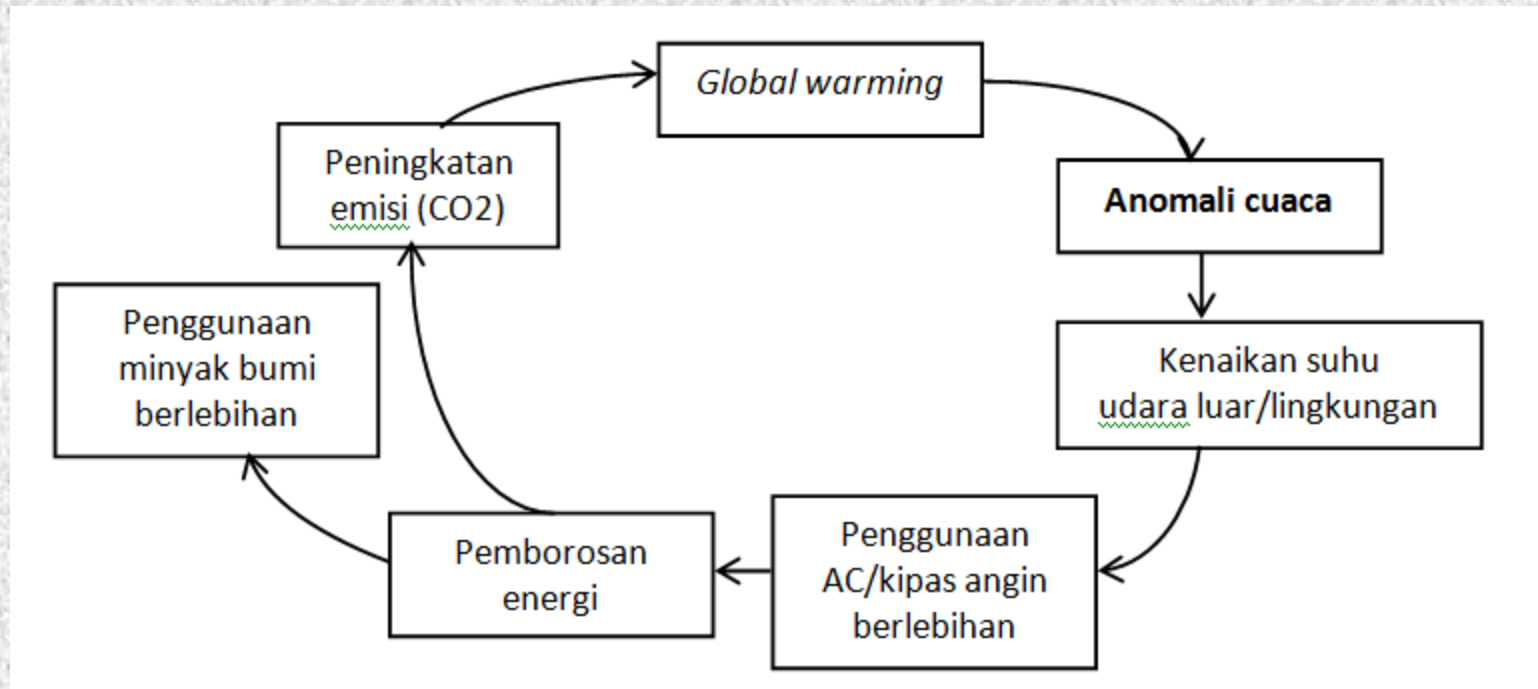 Global warming
Anomali cuaca
Kenaikan suhu
udara luar/lingkungan
Penggunaan
AC/kipas angin
berlebihan
Pemborosan
energi
Penggunaan
minyak bumi
berlebihan
Peningkatan
emisi (CO2)